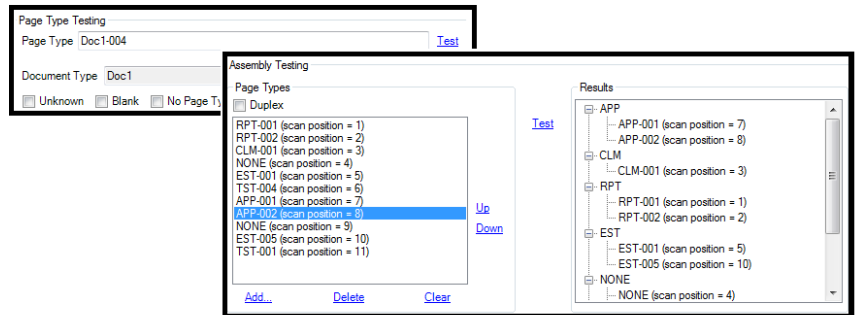 Page Type Testing
Page Type Doc1-004 Test
Document Type Doc1
Unknown Blank No Page Ty
Assembly Testing
Page Types
Duplex
RPT-001 (scan position = 1)
RPT-002 (scan position = 2)
CLM-001 (scan position = 3)
NONE (scan position = 4)
EST-001 (scan position = 5)
TST-004 (scan position = 6)
APP-001 (scan position = 7)
APP-002 (scan position = 8)
NONE (scan position = 9)
EST-005 (scan position = 10)
TST-001 (scan position = 11)
Add... Delete Clear
Up
Down
Test
Results
APP
APP-001 (scan position = 7)
APP-002 (scan position = 8)
CLM
CLM-001 (scan position = 3)
RPT
RPT-001 (scan position = 1)
RPT-002 (scan position = 2)
EST
EST-001 (scan position = 5)
EST-005 (scan position = 10)
NONE
NONE (scan position = 4)